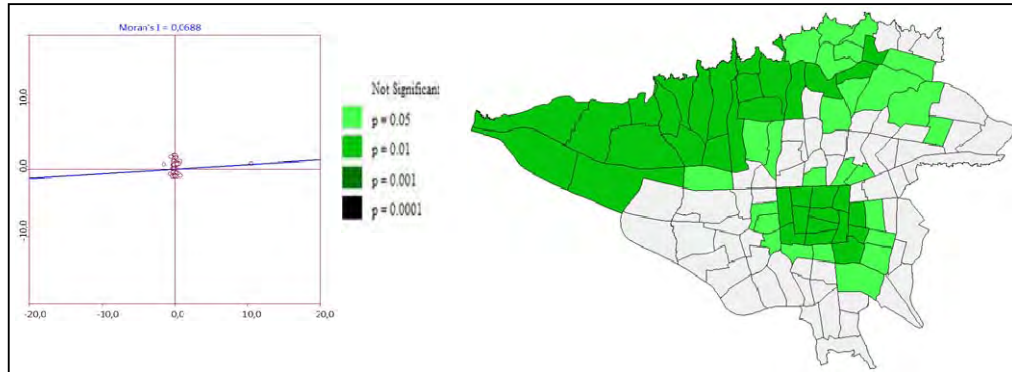 Moran's I = 0,0688
10,0
0,0
-10,0
-20,0 -10,0 0,0 10,0 20,0
Not Significant
p = 0.05
p = 0.01
p = 0.001
p = 0.0001